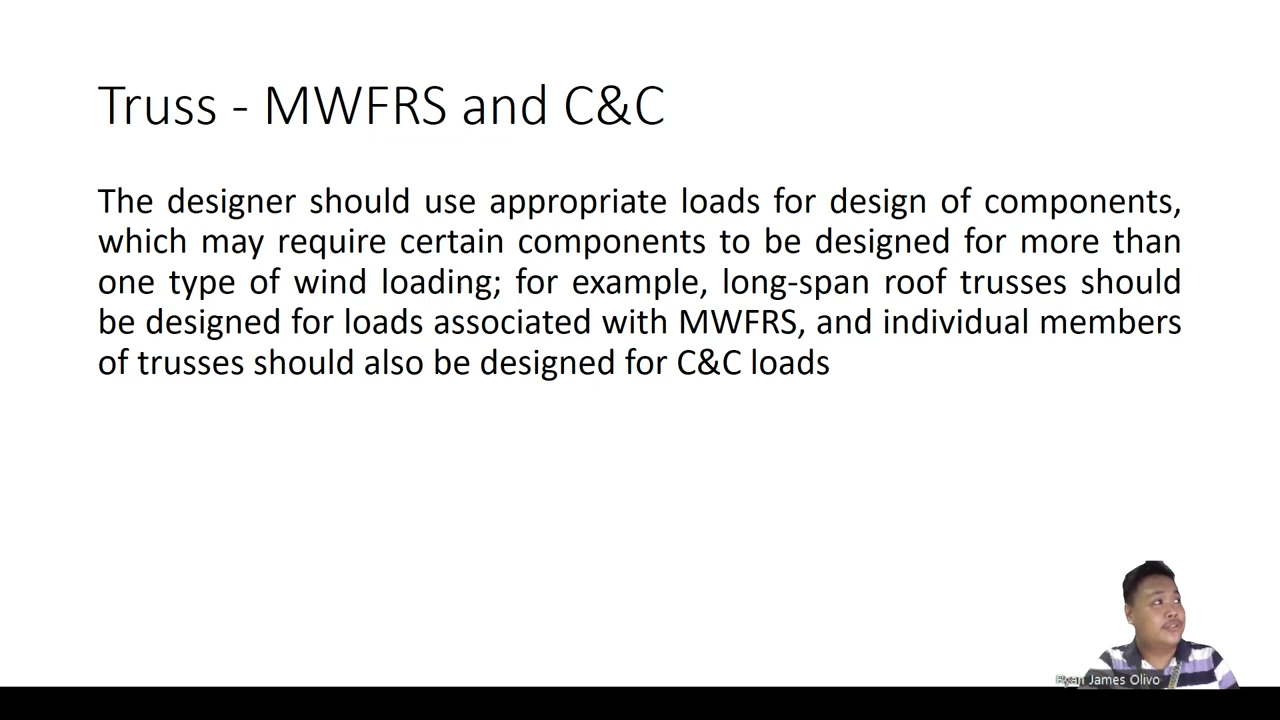 Truss - MWFRS and C&C
The designer should use appropriate loads for design of components,
which may require certain components to be designed for more than
one type of wind loading; for example, long-span roof trusses should
be designed for loads associated with MWFRS, and individual members
of trusses should also be designed for C&C loads
Ryan James Olivo